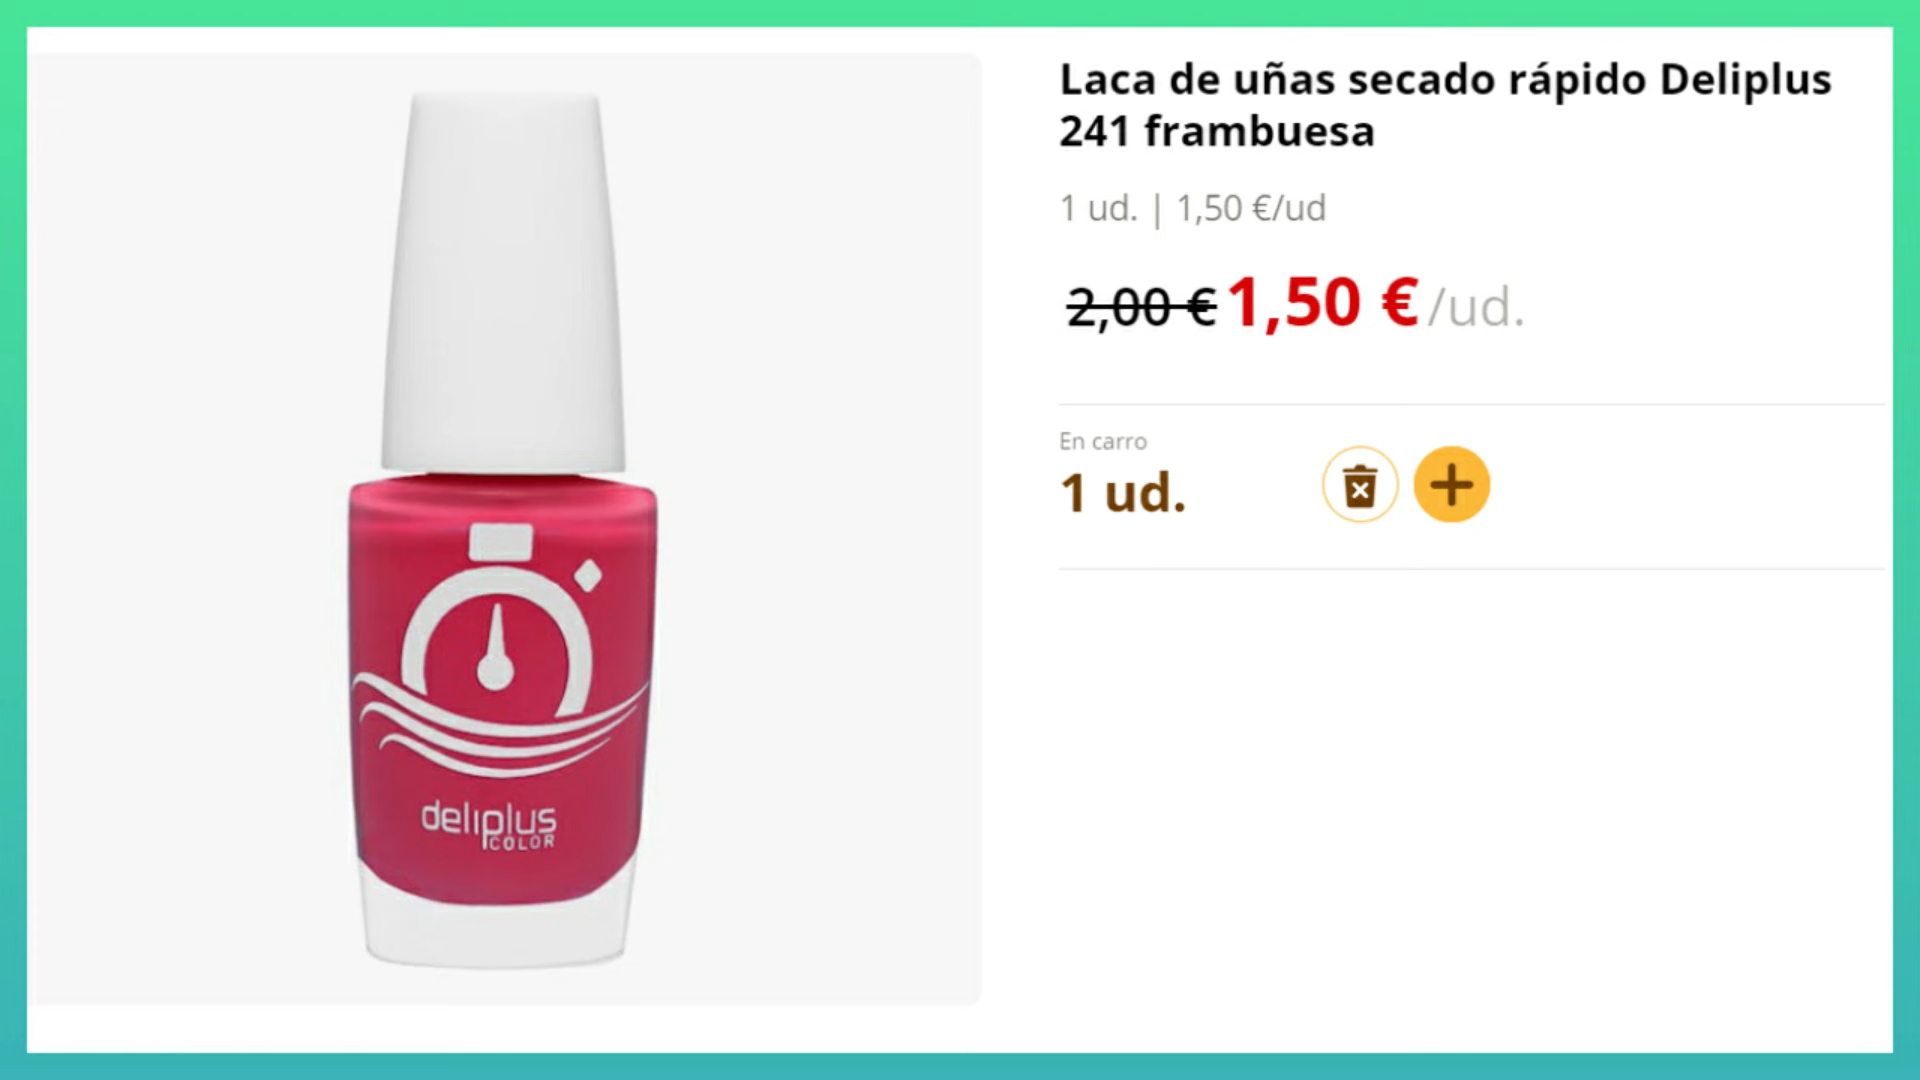 Laca de uñas secado rápido Deliplus
241 frambuesa
1 ud. | 1,50 €/ud
2,00 € 1,50 € /ud.
En carro
1 ud.
deliplus
COLOR